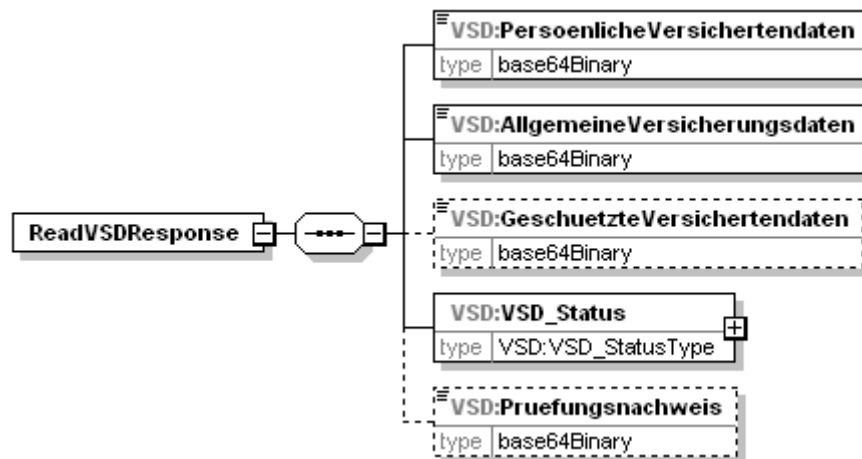 VSD:PersoenlicheVersichertendaten
type base64Binary
VSD:AllgemeineVersicherungsdaten
type base64Binary
VSD:GeschuetzteVersichertendaten
type base64Binary
ReadVSDResponse
VSD:VSD_Status
type VSD:VSD_StatusType
VSD:Pruefungsnachweis
type base64Binary